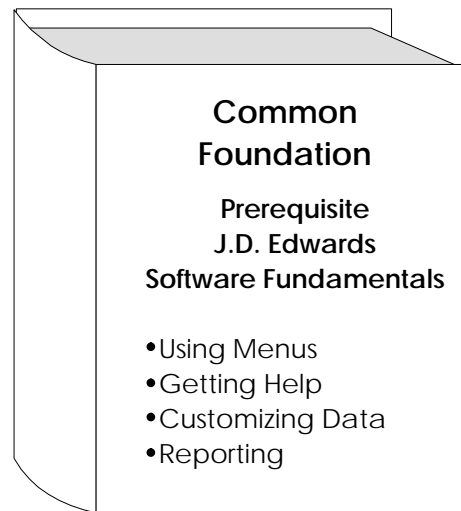 Common
Foundation
Prerequisite
J.D. Edwards
Software Fundamentals
•Using Menus
•Getting Help
•Customizing Data
•Reporting